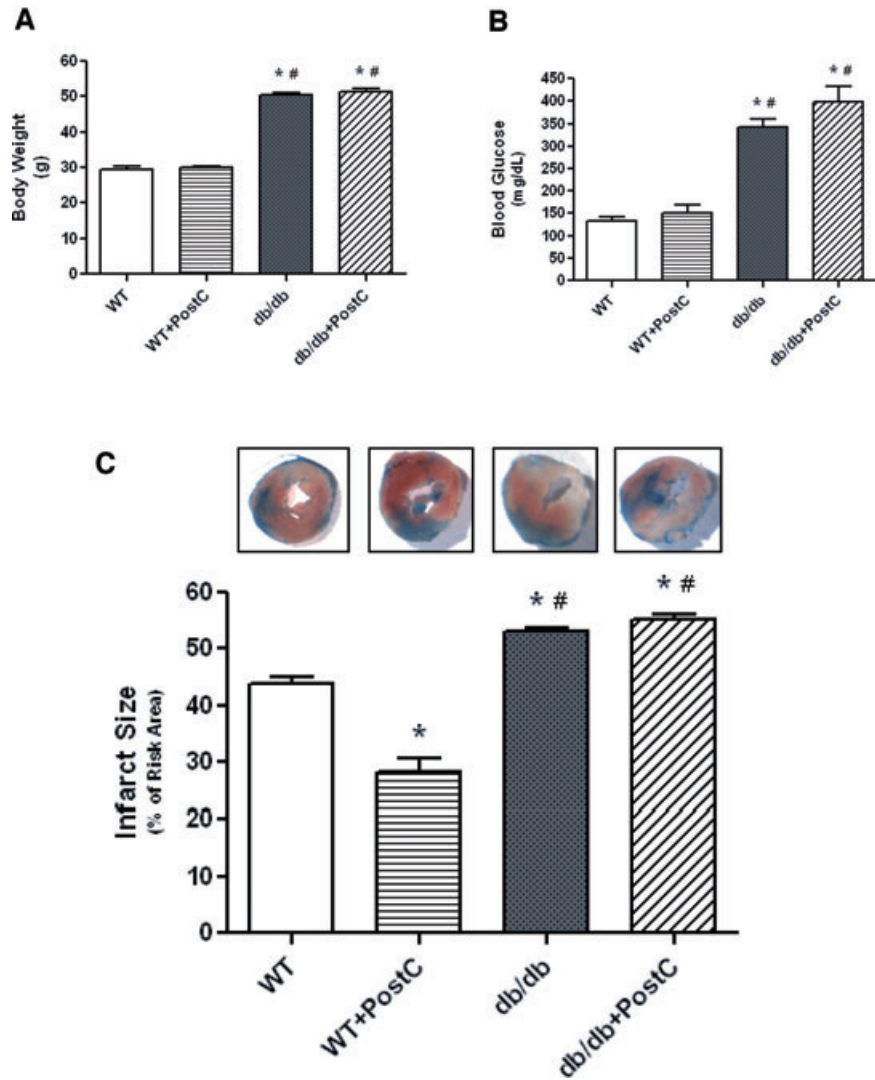 A
Body Weight
(g)
60
50
40
30
20
10
0
* #
* #
WT
WT+PostC
db/db
db/db+PostC
B
Blood Glucose
(mg/dL)
450
400
350
300
250
200
150
100
50
0
* #
* #
WT
WT+PostC
db/db
db/db+PostC
C
Infarct Size
(% of Risk Area)
60
50
40
30
20
10
0
*
* #
* #
WT
WT+PostC
db/db
db/db+PostC